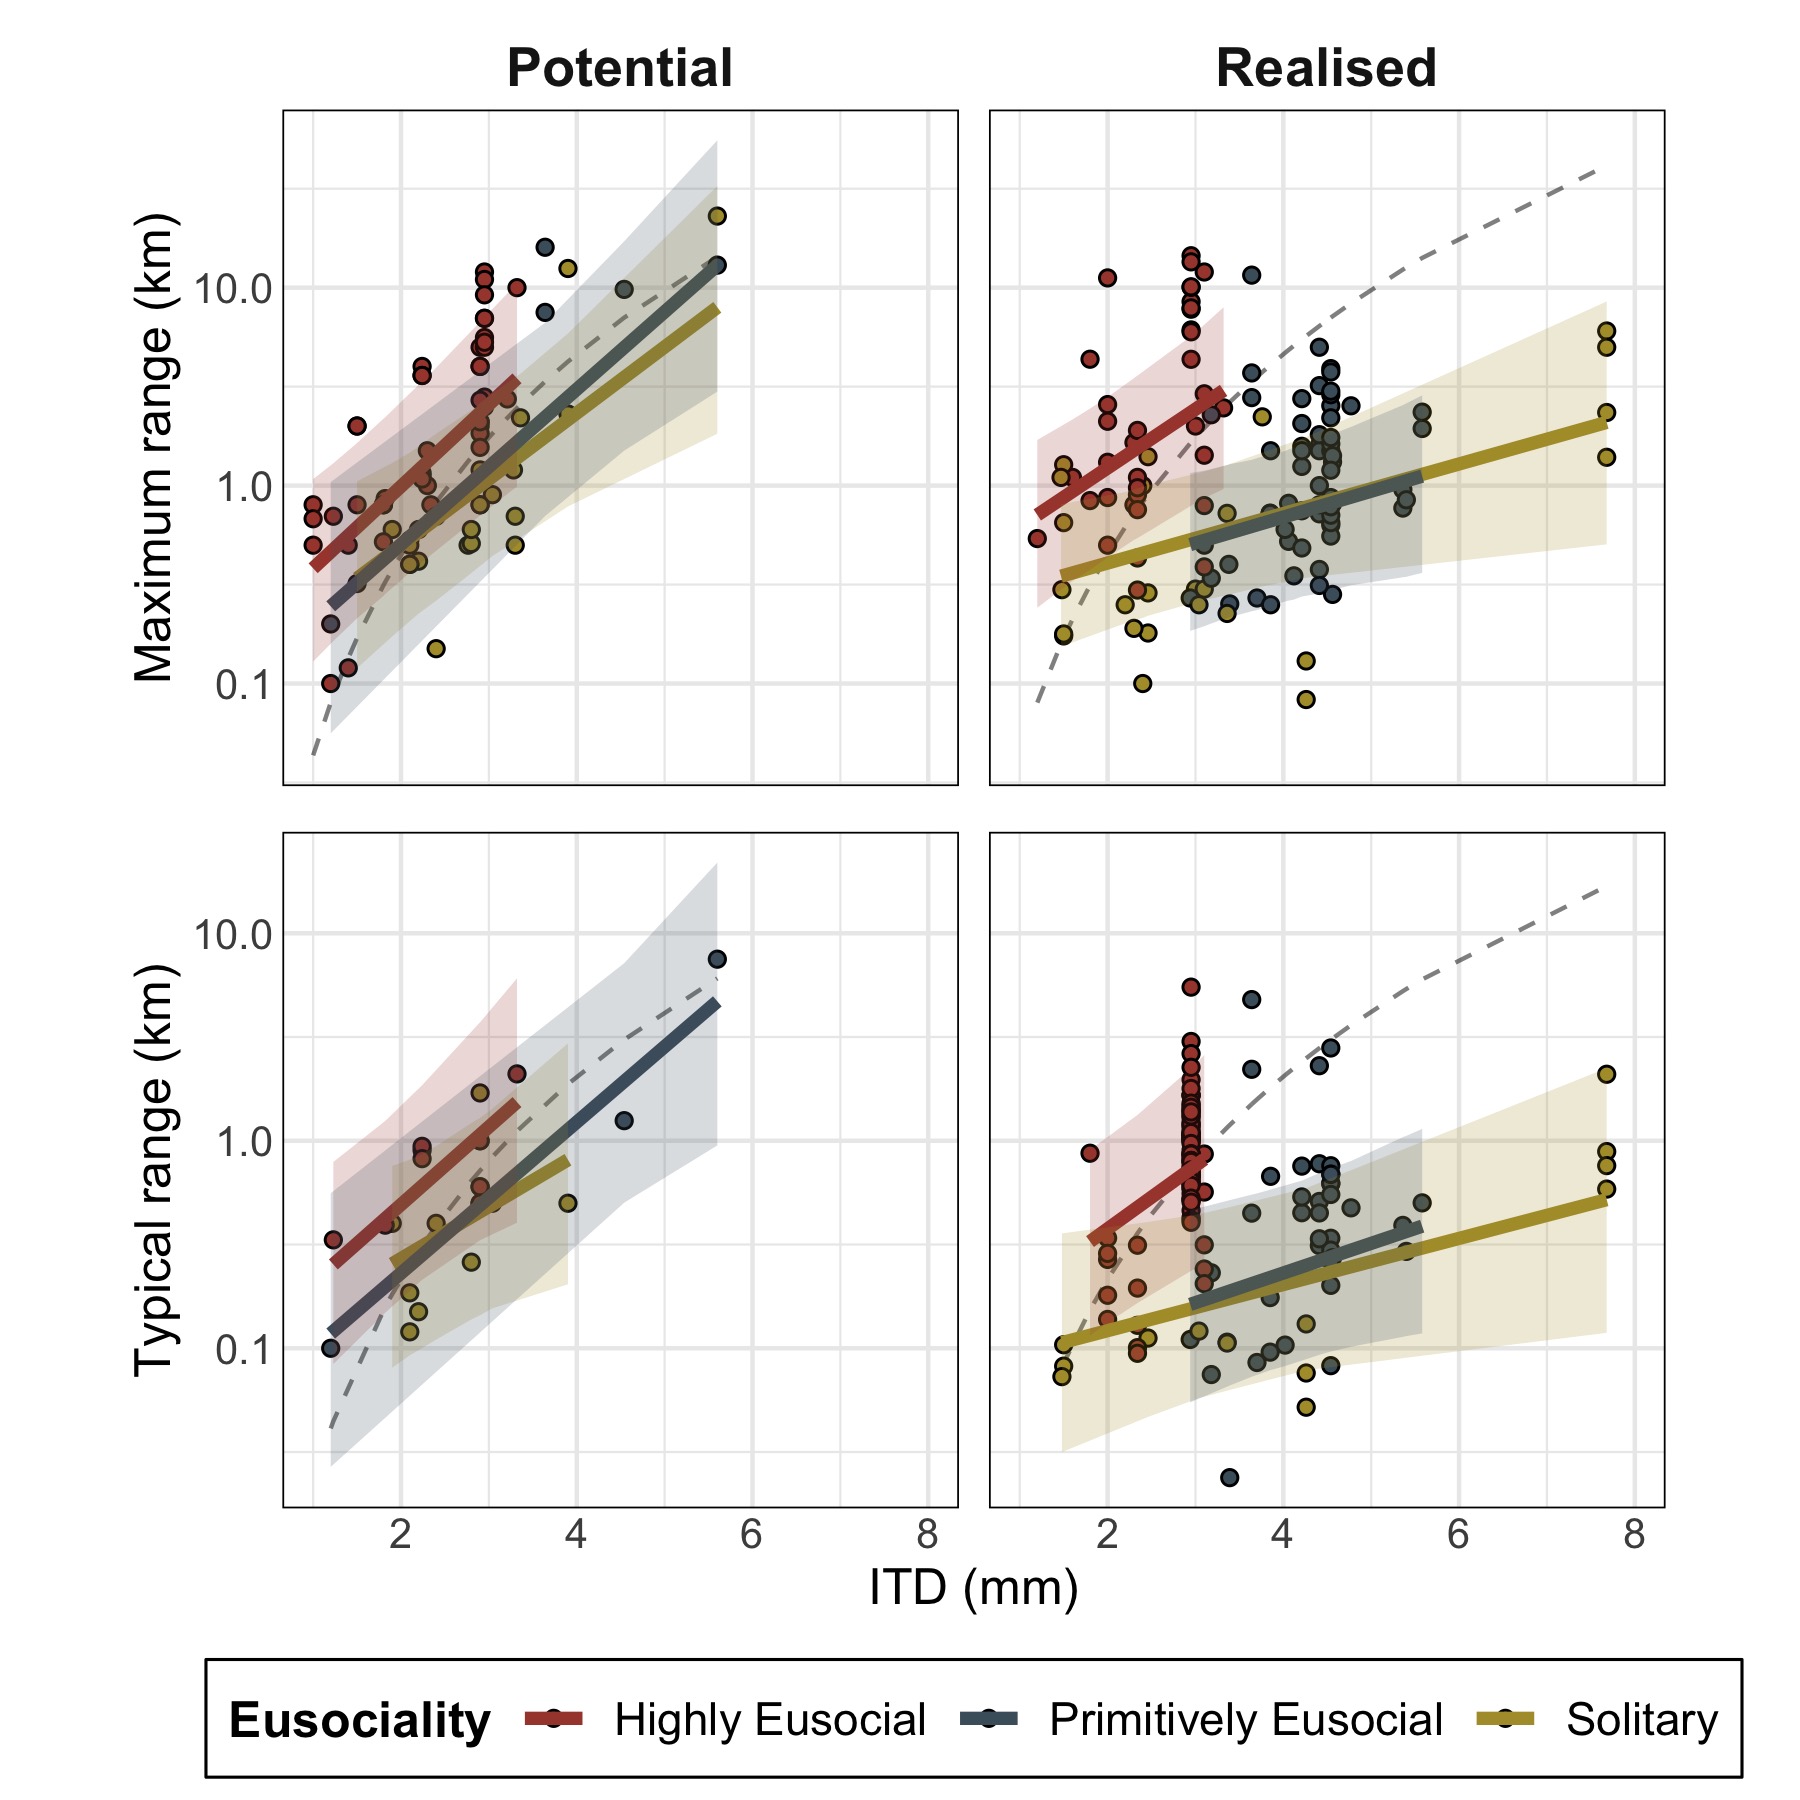 Potential Realised
Maximum range (km)
10.0
1.0
0.1
Typical range (km)
10.0
1.0
0.1
2 4 6 8 2 4 6 8
ITD (mm)
Eusociality Highly Eusocial Primitively Eusocial Solitary